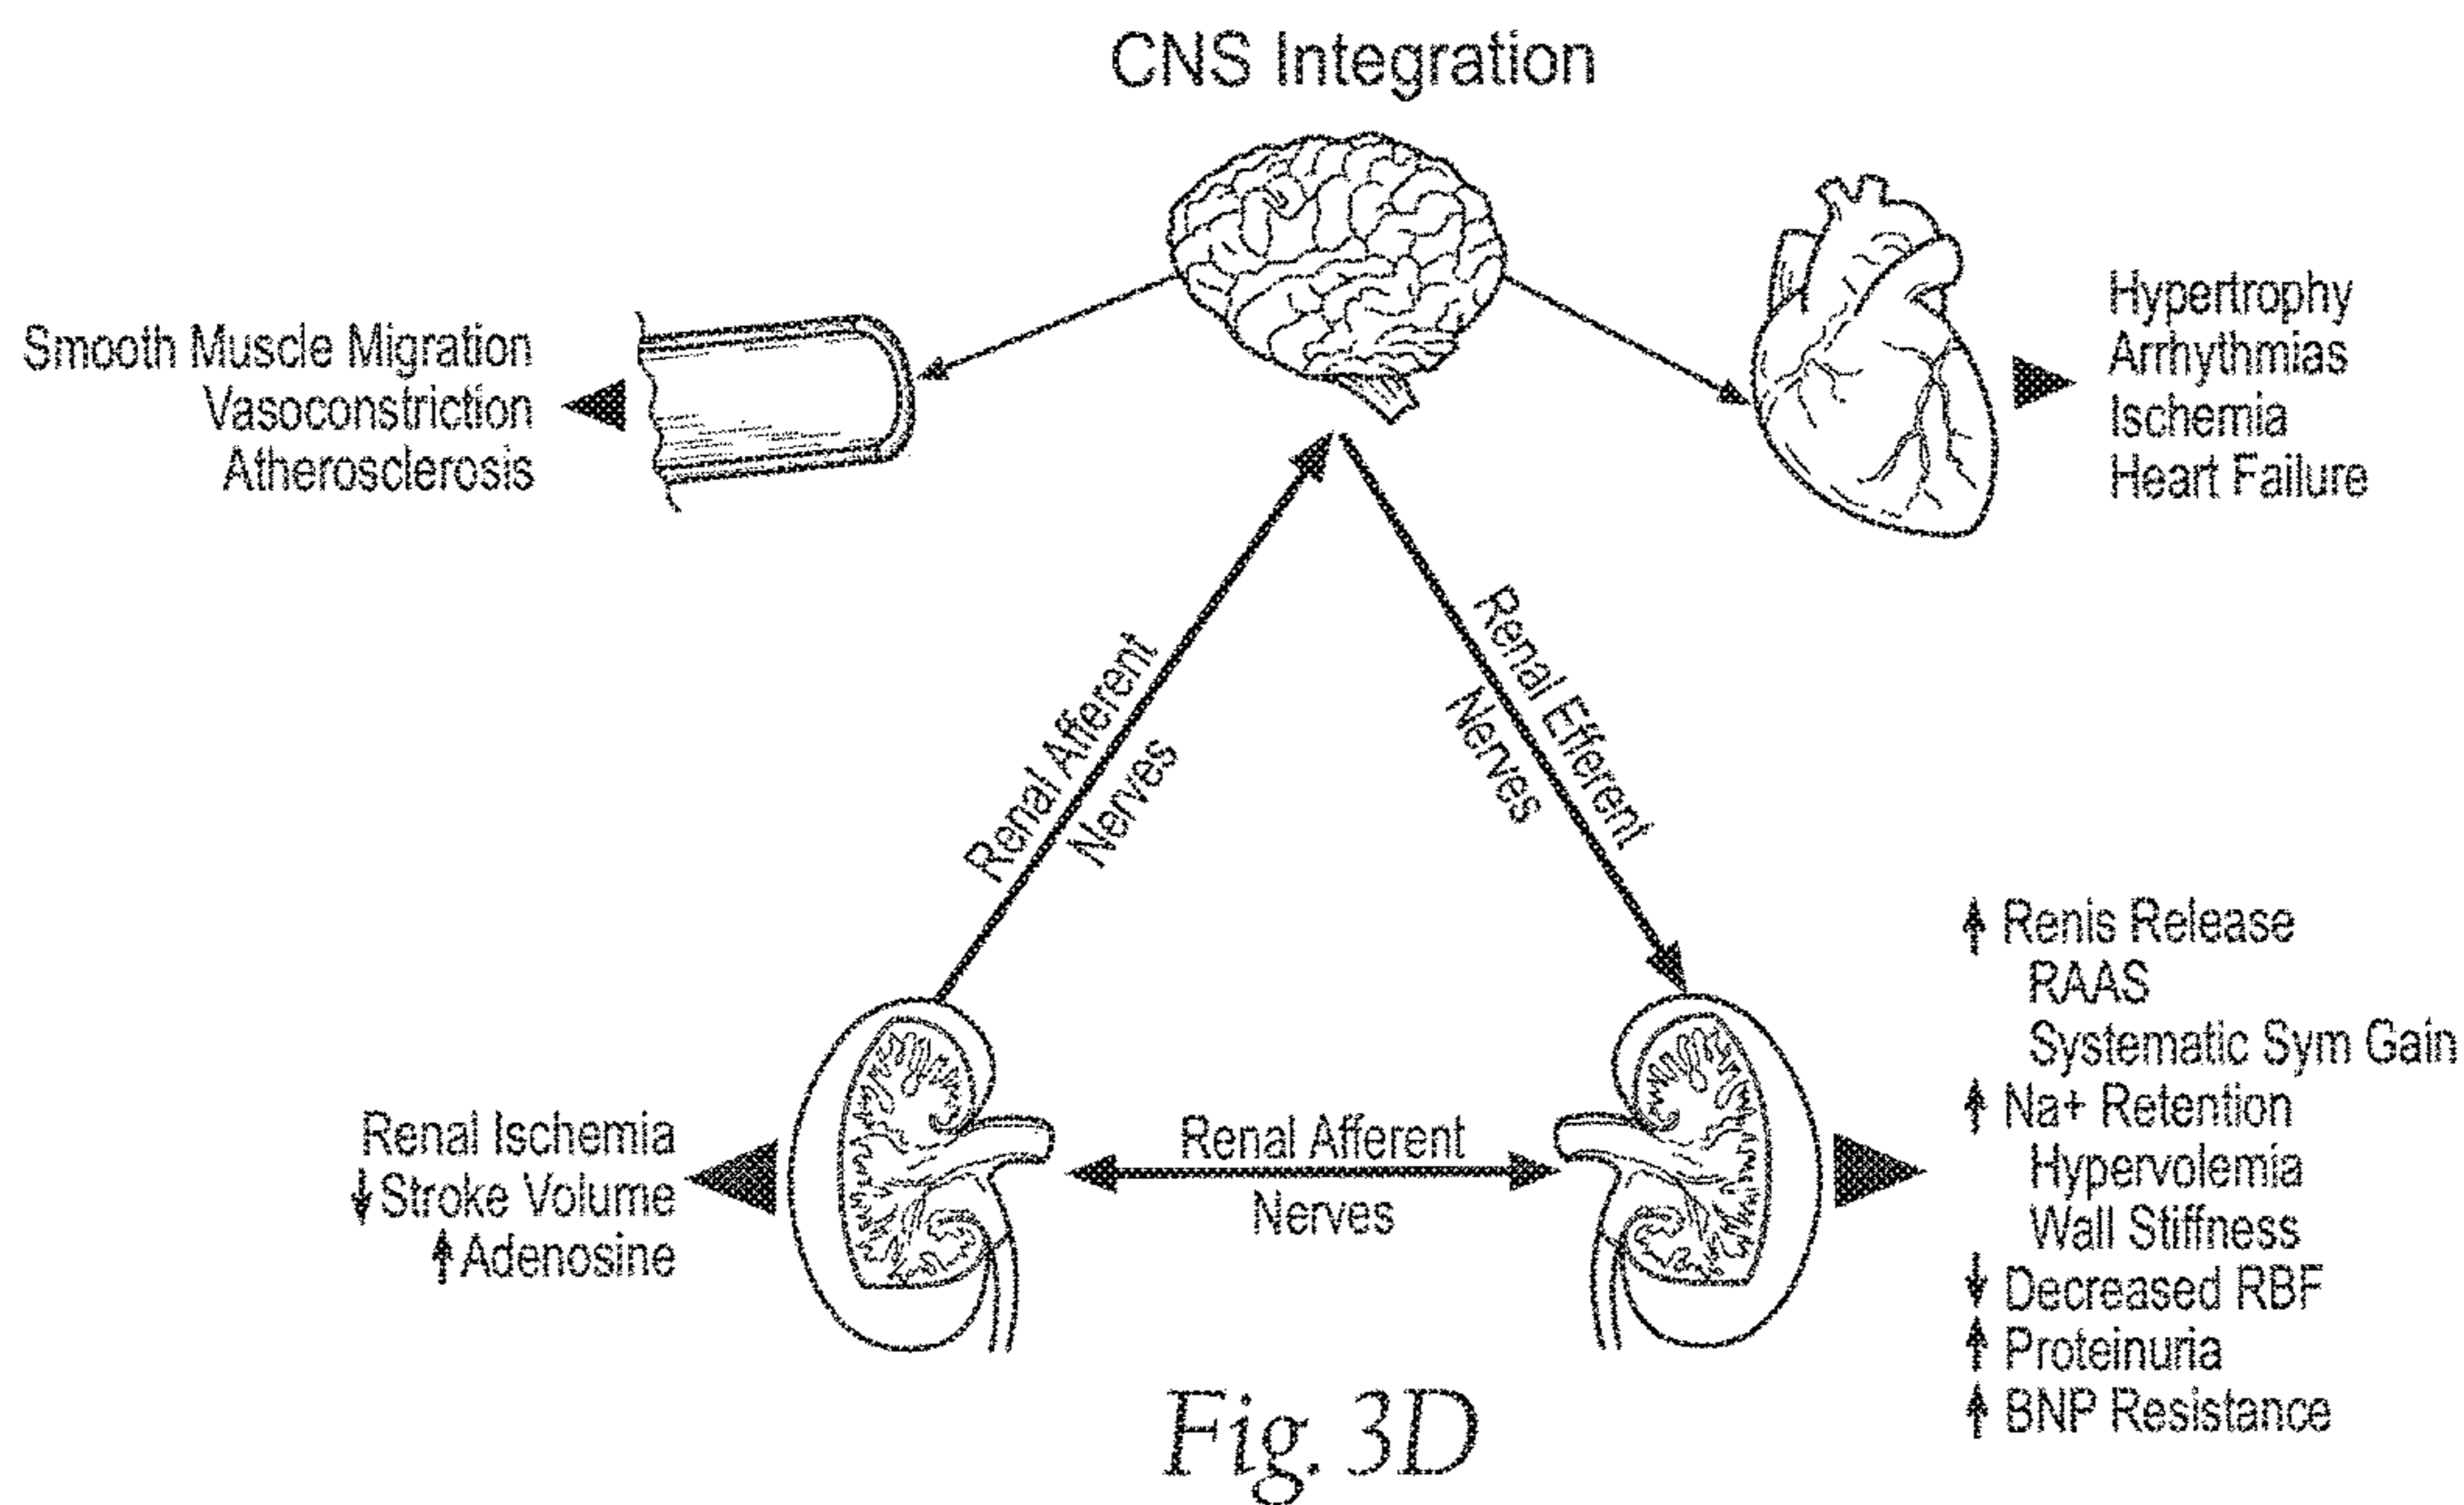 CNS Integration
Smooth Muscle Migration
Vasoconstriction
Atherosclerosis
Hypertrophy
Arrhythmias
Ischemia
Heart Failure
Renal Afferent
Nerves
Renal Efferent
Nerves
Renal Ischemia
↓ Stroke Volume
↑ Adenosine
Renal Afferent
Nerves
↑ Renis Release
RAAS
Systematic Sym Gain
↑ Na+ Retention
Hypervolemia
Wall Stiffness
↓ Decreased RBF
↑ Proteinuria
↑ BNP Resistance
Fig. 3D